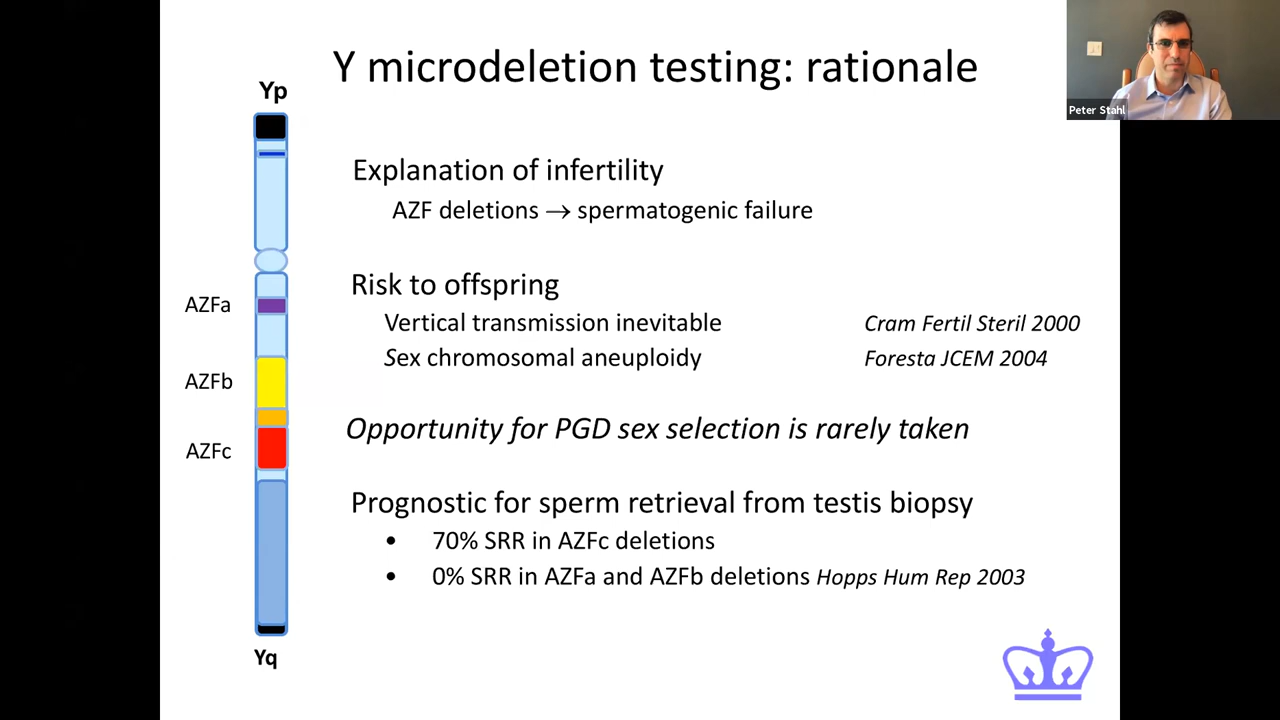 Y microdeletion testing: rationale
Peter Stahl
Yp
Explanation of infertility
AZF deletions → spermatogenic failure
Risk to offspring
AZFa
Vertical transmission inevitable Cram Fertil Steril 2000
Sex chromosomal aneuploidy Foresta JCEM 2004
AZFb
Opportunity for PGD sex selection is rarely taken
AZFc
Prognostic for sperm retrieval from testis biopsy
• 70% SRR in AZFc deletions
• 0% SRR in AZFa and AZFb deletions Hopps Hum Rep 2003
Yq